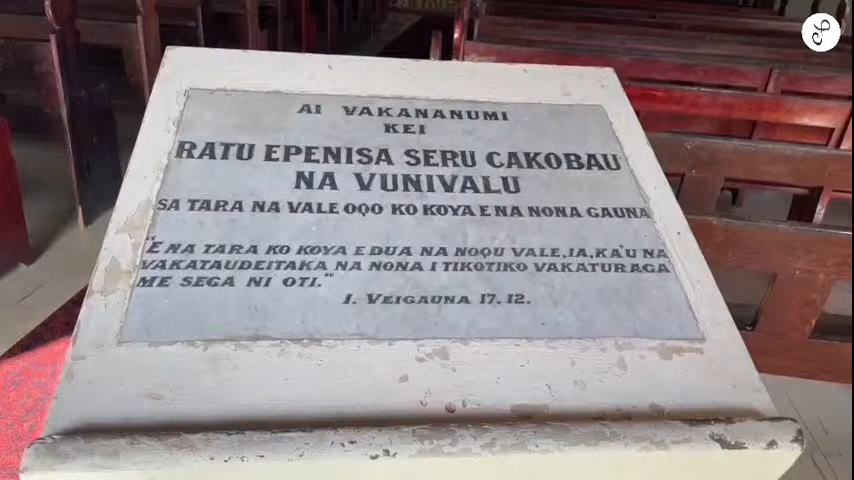 AI VAKANANUMI
KEI
RATU EPENISA SERU CAKOBAU
NA VUNIVALU
SA TARA NA VALE OQO KO KOYA E NA NONA GAUNA
"E NA TARA KO KOYA E DUA NA NOQU VALE, IA, KA'U NA
VAKATAUDEITAKA NA NONA I TIKOTIKO VAKATURAGA
ME SEGA NI OTI."
I. VEIGAUNA 17. 12.